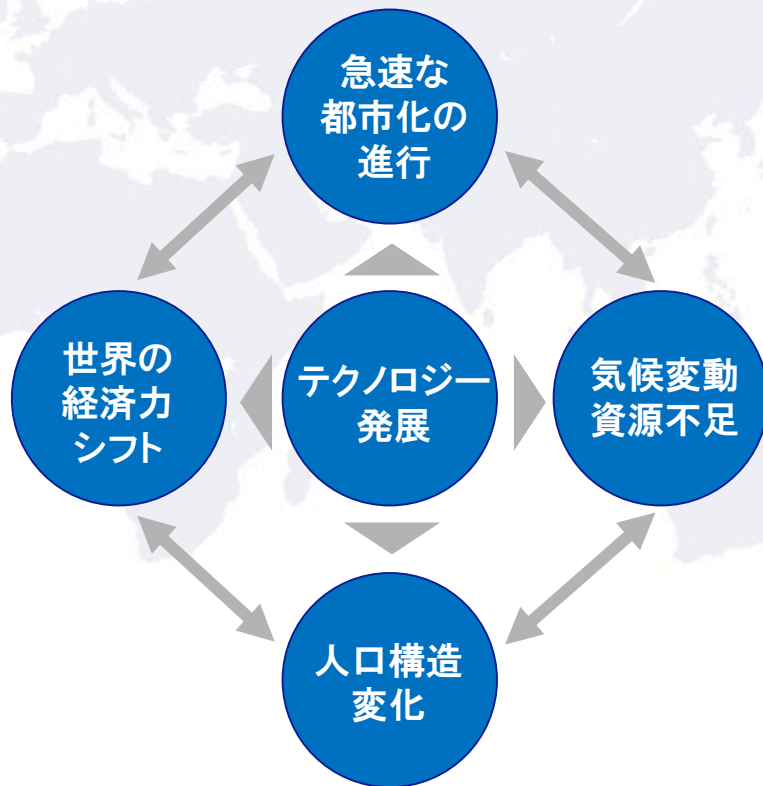 急速な
都市化の
進行
世界の
経済力
シフト
テクノロジー
発展
気候変動
資源不足
人口構造
変化